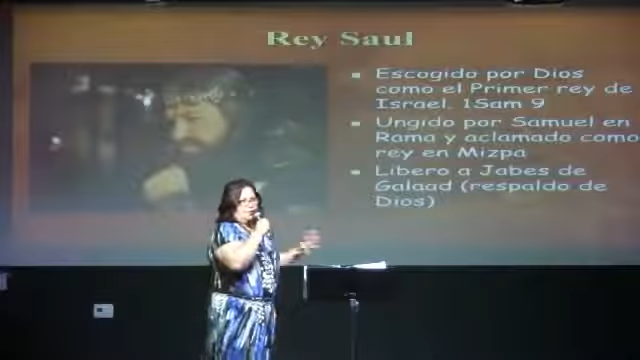 Rey Saul
Escogido por Dios
como el Primer rey de
Israel. 1Sam 9
Ungido por Samuel en
Rama y aclamado como
rey en Mizpa
Libero a Jabes de
Galaad (respaldo de
Dios)